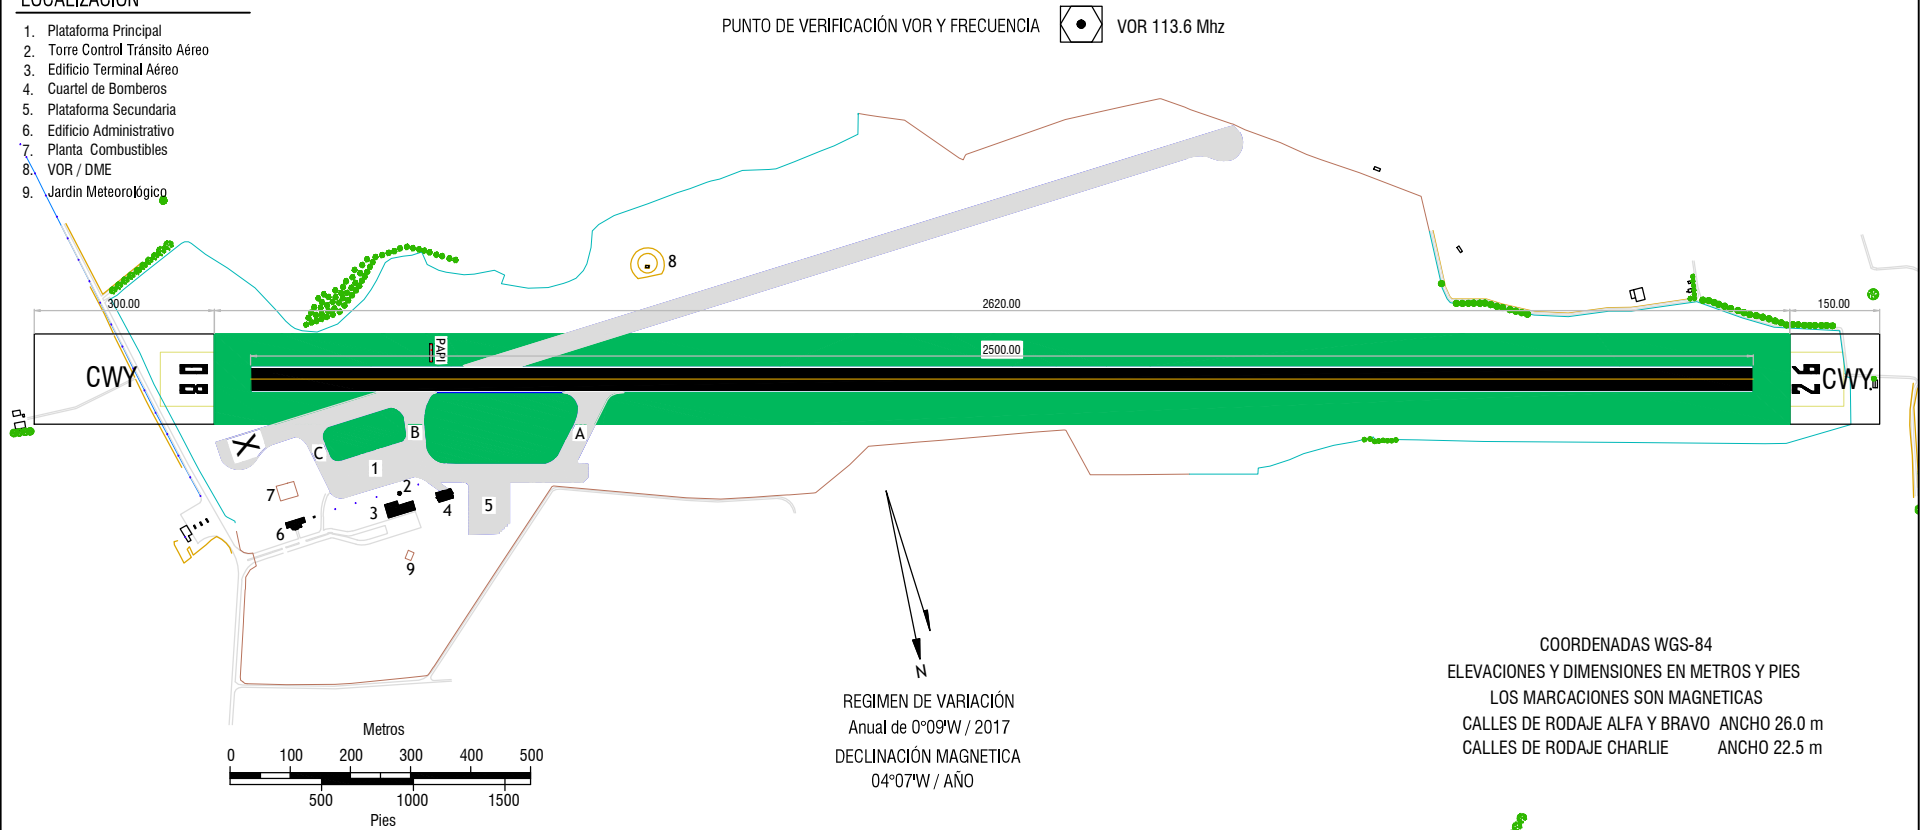 LOCALIZACIÓN
1. Plataforma Principal
2. Torre Control Tránsito Aéreo
3. Edificio Terminal Aéreo
4. Cuartel de Bomberos
5. Plataforma Secundaria
6. Edificio Administrativo
7. Planta Combustibles
8. VOR / DME
9. Jardin Meteorológico
PUNTO DE VERIFICACIÓN VOR Y FRECUENCIA
VOR 113.6 Mhz
8
300.00
2620.00
150.00
PAPI
2500.00
CWY
08
26
CWY
X
C
B
A
1
2
3
4
5
6
7
9
N
REGIMEN DE VARIACIÓN
Anual de 0°09'W / 2017
DECLINACIÓN MAGNETICA
04°07'W / AÑO
COORDENADAS WGS-84
ELEVACIONES Y DIMENSIONES EN METROS Y PIES
LOS MARCACIONES SON MAGNETICAS
CALLES DE RODAJE ALFA Y BRAVO ANCHO 26.0 m
CALLES DE RODAJE CHARLIE ANCHO 22.5 m
Metros
0 100 200 300 400 500
500 1000 1500
Pies